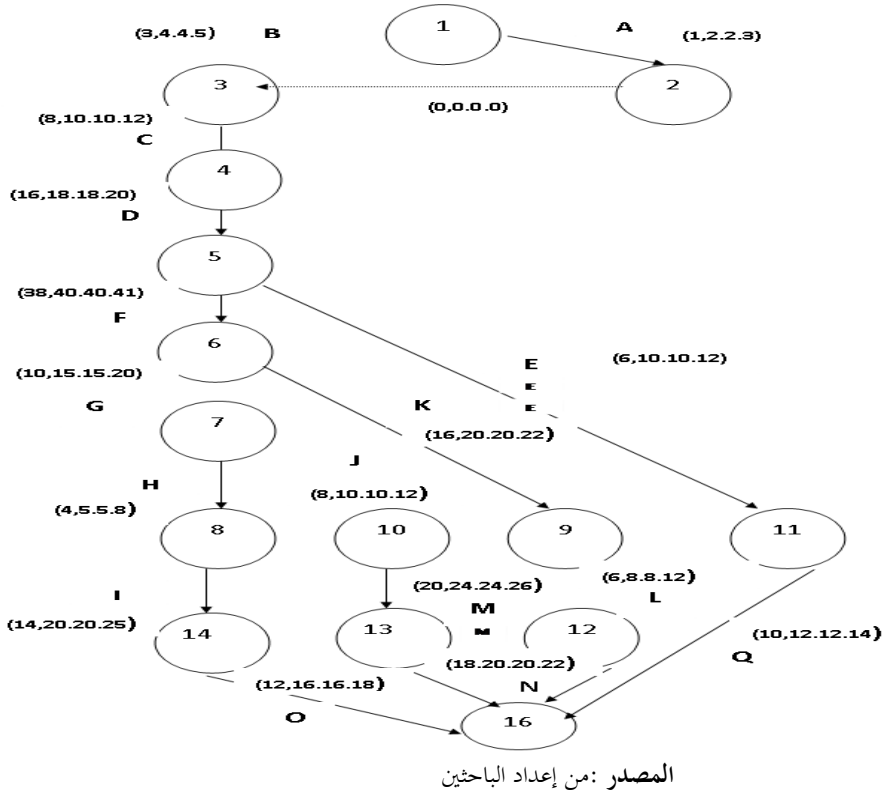 (3,4.4.5) B 1 A (1,2.2.3)
3 2
(0,0.0.0)
(8,10.10.12)
C
4
(16,18.18.20)
D
5
(38,40.40.41)
F
6
E (6,10.10.12)
E
E
(10,15.15.20)
G
K
(16,20.20.22)
7
J
H
(8,10.10.12)
(4,5.5.8)
8 10 9 11
(20,24.24.26) (6,8.8.12)
I M L
M
(14,20.20.25)
14 13 12
(10,12.12.14)
(18.20.20.22) Q
(12,16.16.18) N
O 16
المصدر :من إعداد الباحثين